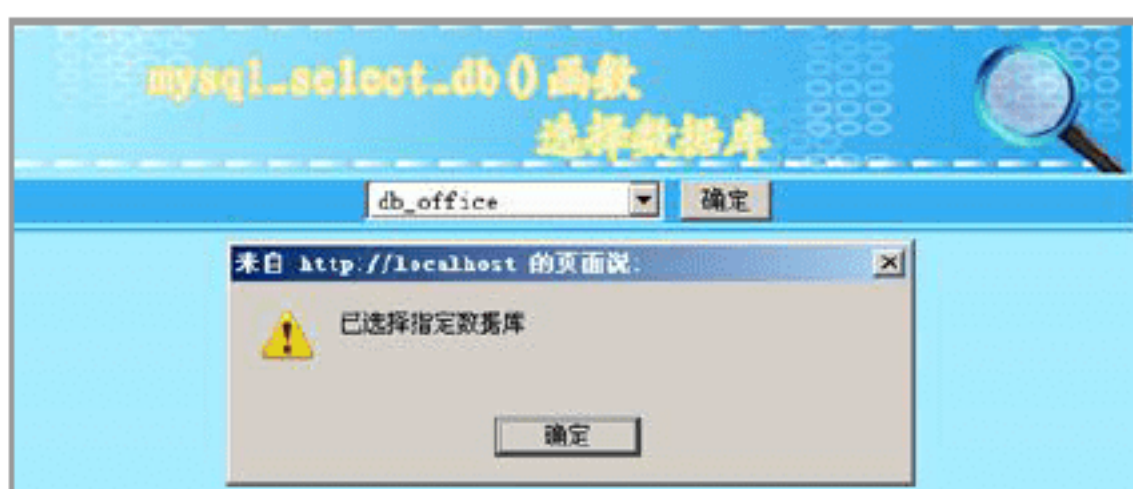 mysql_select_db()函数
选择数据库
db_office
确定
来自 http://localhost 的页面说:
已选择指定数据库
确定